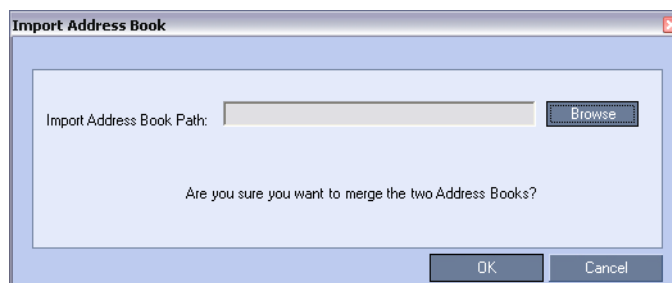 Import Address Book
Import Address Book Path:
Browse
Are you sure you want to merge the two Address Books?
OK
Cancel